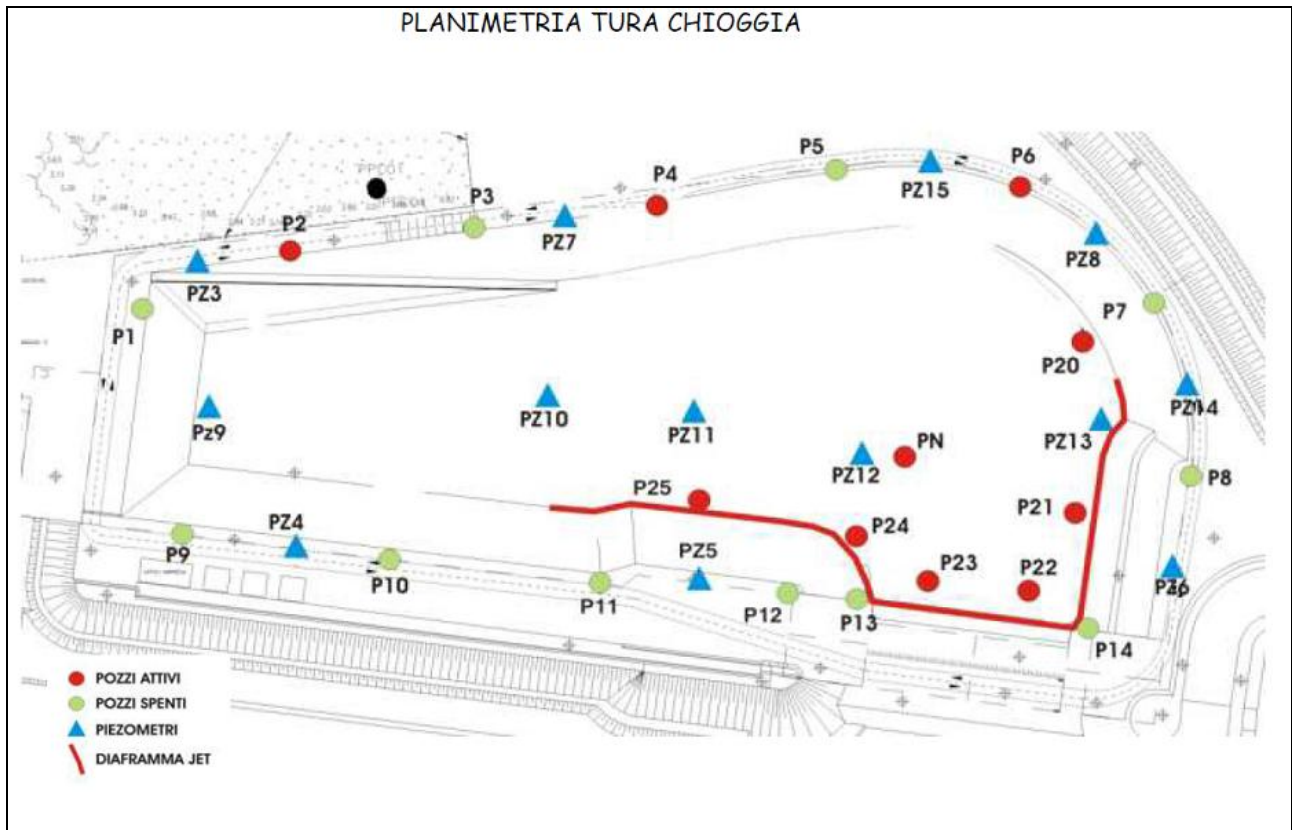 PLANIMETRIA TURA CHIOGGIA
P5
P6
P4
PZ15
P3
P2
PZ7
PZ8
PZ3
P7
P1
P20
PZ14
PZ10
PZ11
PZ13
Pz9
PN
PZ12
P8
P25
P21
PZ4
P24
P9
PZ5
P23
P22
P10
P11
P12
P13
P14
POZZI ATTIVI
POZZI SPENTI
PIEZOMETRI
DIAFRAMMA JET